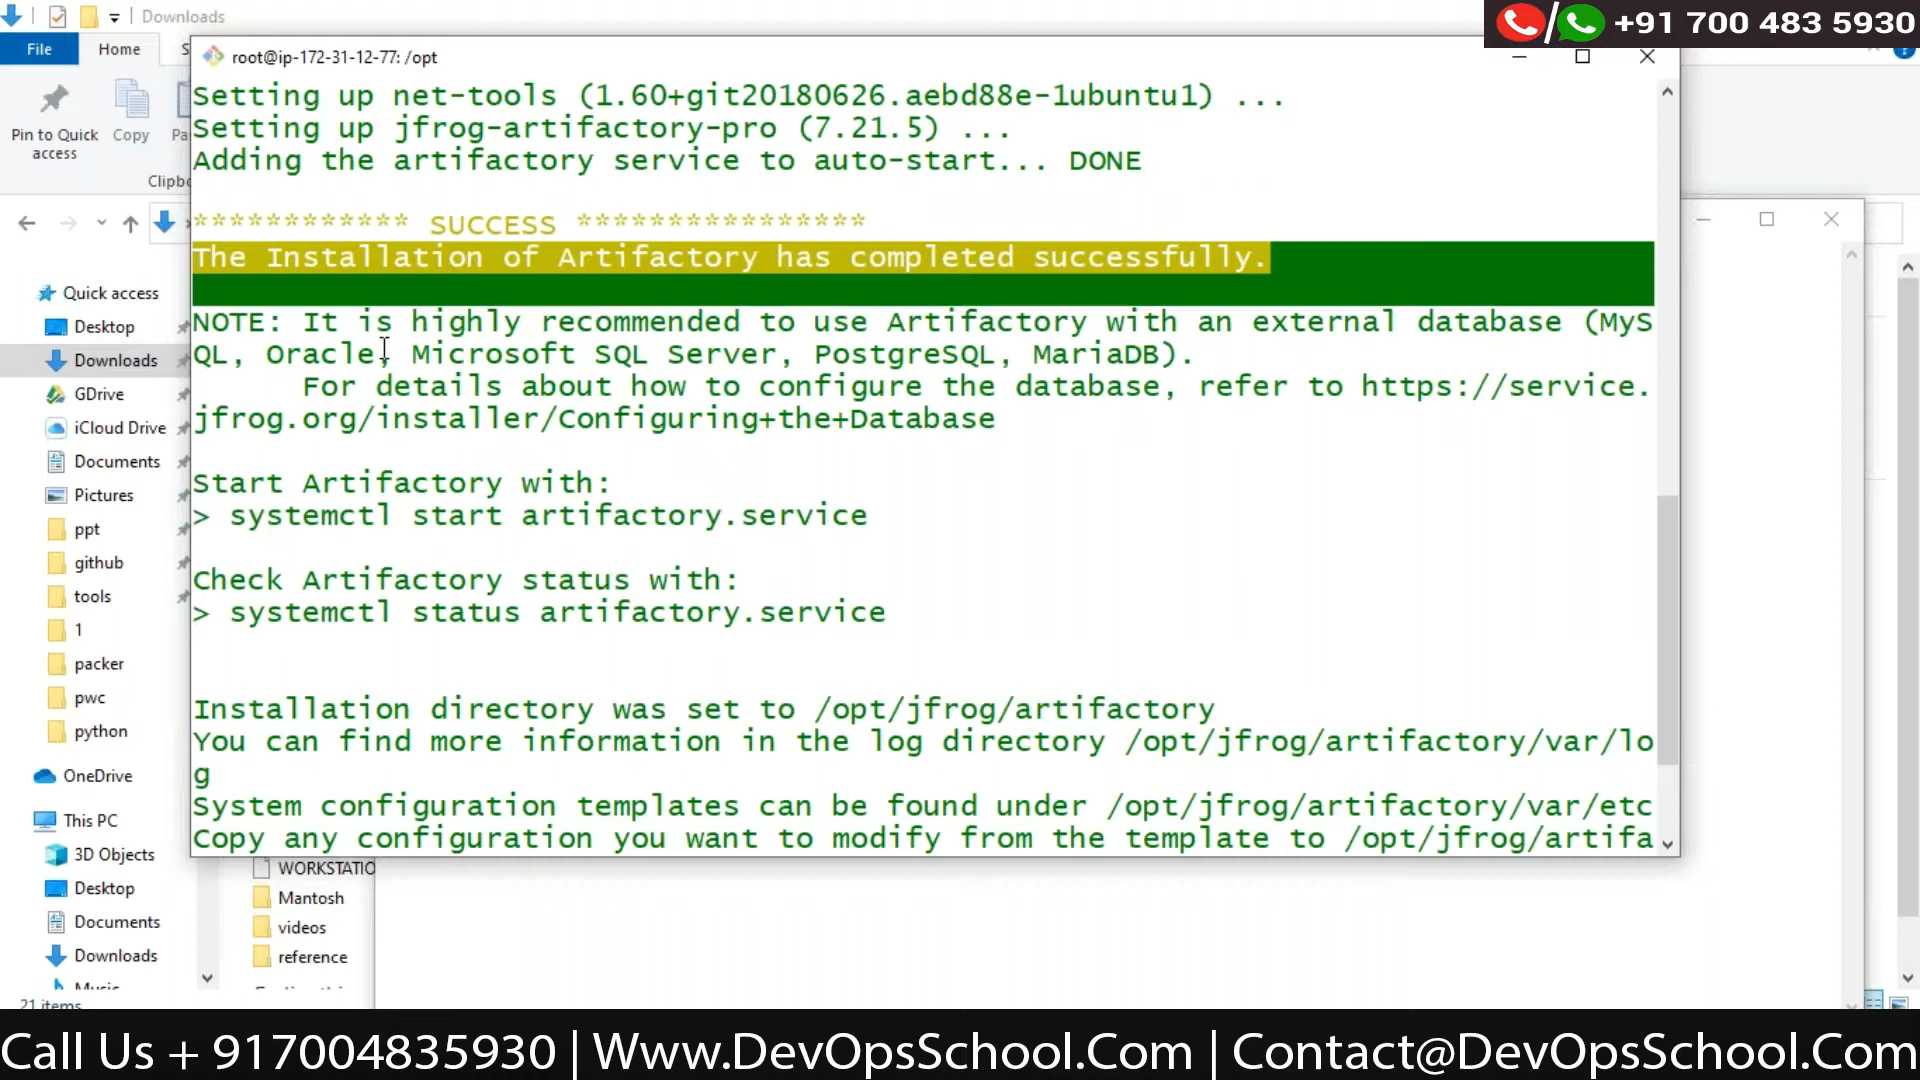 Downloads
+91 700 483 5930
File
Home
S
root@ip-172-31-12-77: /opt
Pin to Quick access
Copy
Pa
Clipb
Setting up net-tools (1.60+git20180626.aebd88e-1ubuntu1) ...
Setting up jfrog-artifactory-pro (7.21.5) ...
Adding the artifactory service to auto-start... DONE
************ SUCCESS ****************
The Installation of Artifactory has completed successfully.
NOTE: It is highly recommended to use Artifactory with an external database (MyS
QL, Oracle, Microsoft SQL Server, PostgreSQL, MariaDB).
For details about how to configure the database, refer to https://service.
jfrog.org/installer/Configuring+the+Database
Start Artifactory with:
> systemctl start artifactory.service
Check Artifactory status with:
> systemctl status artifactory.service
Installation directory was set to /opt/jfrog/artifactory
You can find more information in the log directory /opt/jfrog/artifactory/var/lo
g
System configuration templates can be found under /opt/jfrog/artifactory/var/etc
Copy any configuration you want to modify from the template to /opt/jfrog/artifa
Quick access
Desktop
Downloads
GDrive
iCloud Drive
Documents
Pictures
ppt
github
tools
1
packer
pwc
python
OneDrive
This PC
3D Objects
Desktop
Documents
Downloads
Music
21 items
WORKSTATIO
Mantosh
videos
reference
Call Us + 917004835930 | Www.DevOpsSchool.Com | Contact@DevOpsSchool.Com